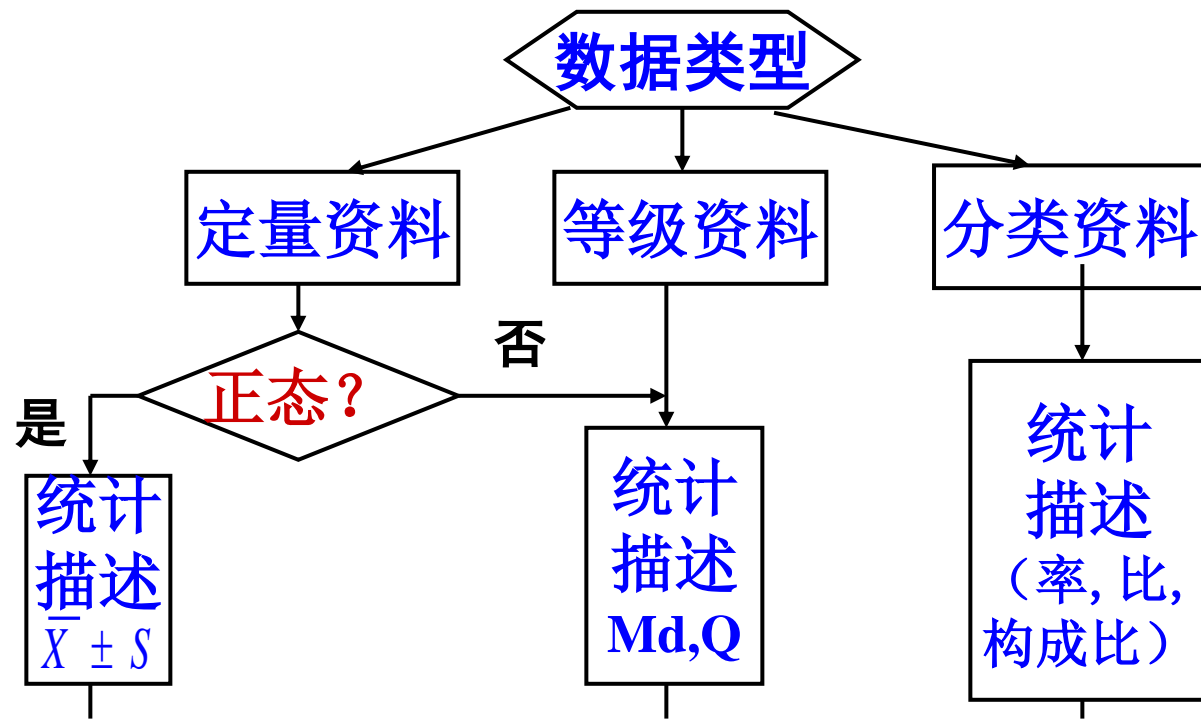 数据类型
定量资料
等级资料
分类资料
正态？
否
是
统计
描述
X̄ ± S
统计
描述
Md,Q
统计
描述
（率, 比,
构成比）